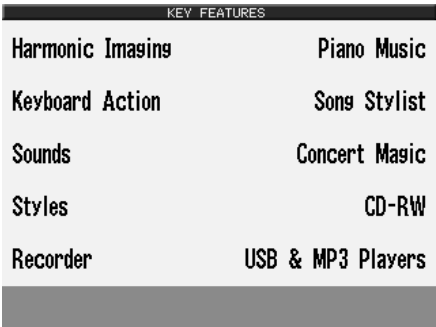 KEY FEATURES
Harmonic Imaging Piano Music
Keyboard Action Song Stylist
Sounds Concert Magic
Styles CD-RW
Recorder USB & MP3 Players